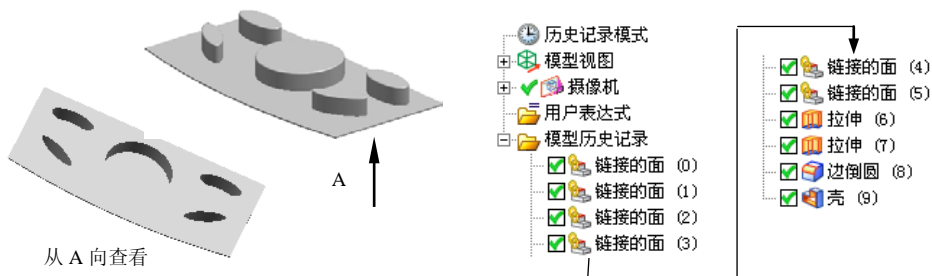 A
从 A 向查看
历史记录模式
模型视图
摄像机
用户表达式
模型历史记录
链接的面 (0)
链接的面 (1)
链接的面 (2)
链接的面 (3)
链接的面 (4)
链接的面 (5)
拉伸 (6)
拉伸 (7)
边倒圆 (8)
壳 (9)